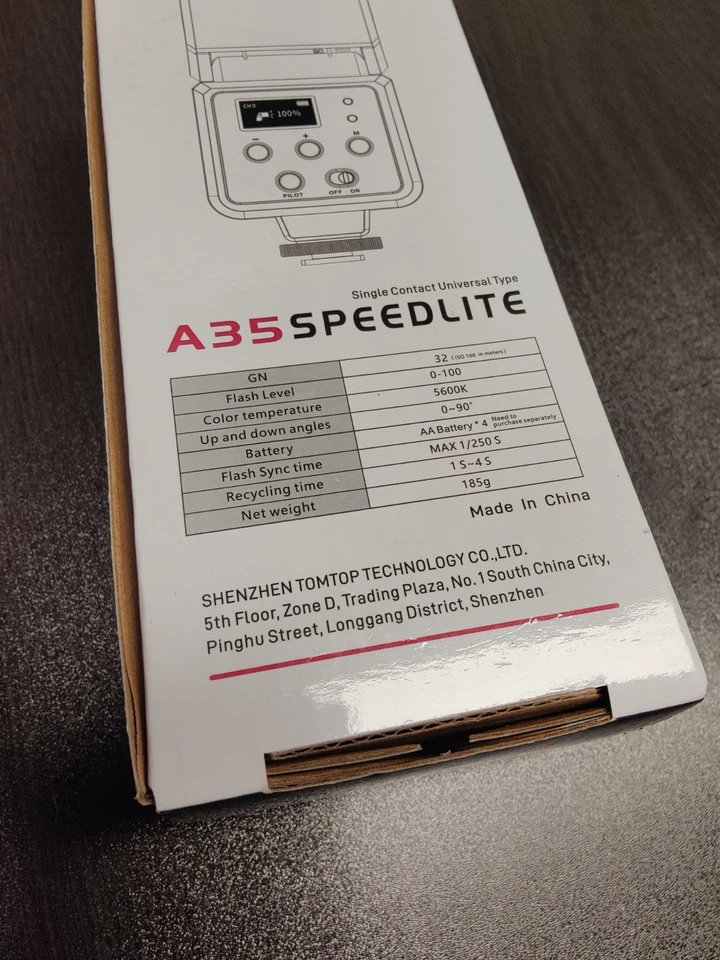 CH 0
100%
−
+
M
PILOT
OFF ON
Single Contact Universal Type
A35 SPEEDLITE
GN 32 (ISO 100 in meters)
Flash Level 0-100
Color temperature 5600K
Up and down angles 0~90°
Battery AA Battery * 4 Need to purchase separately
Flash Sync time MAX 1/250 S
Recycling time 1 S~4 S
Net weight 185g
Made In China
SHENZHEN TOMTOP TECHNOLOGY CO.,LTD.
5th Floor, Zone D, Trading Plaza, No. 1 South China City,
Pinghu Street, Longgang District, Shenzhen